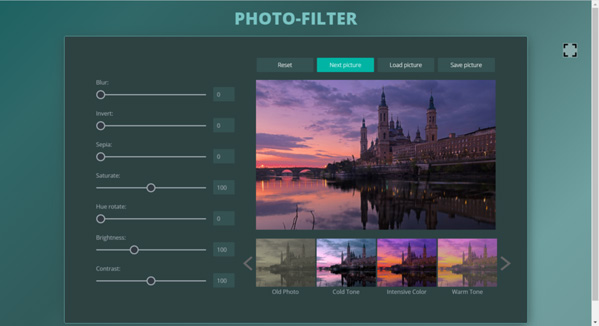 PHOTO-FILTER
Reset Next picture Load picture Save picture
Blur:
0
Invert:
0
Sepia:
0
Saturate:
100
Hue rotate:
0
Brightness:
100
Contrast:
100
Old Photo Cold Tone Intensive Color Warm Tone